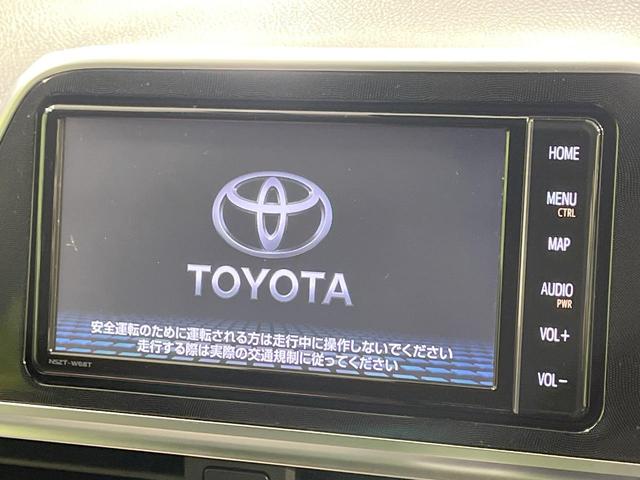 TOYOTA
安全運転のために運転される方は走行中に操作しないでください
走行する際は実際の交通規制に従ってください
NSZT-W68T
HOME
MENU
CTRL
MAP
AUDIO
PWR
VOL+
VOL-